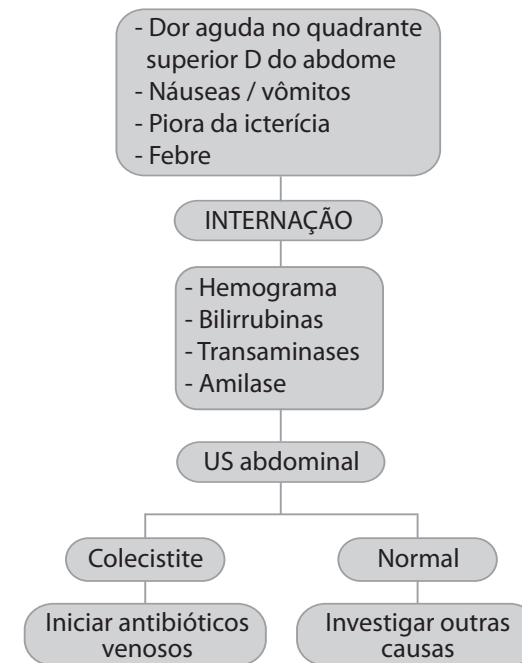 - Dor aguda no quadrante
superior D do abdome
- Náuseas / vômitos
- Piora da icterícia
- Febre
INTERNAÇÃO
- Hemograma
- Bilirrubinas
- Transaminases
- Amilase
US abdominal
Colecistite
Normal
Iniciar antibióticos
venosos
Investigar outras
causas